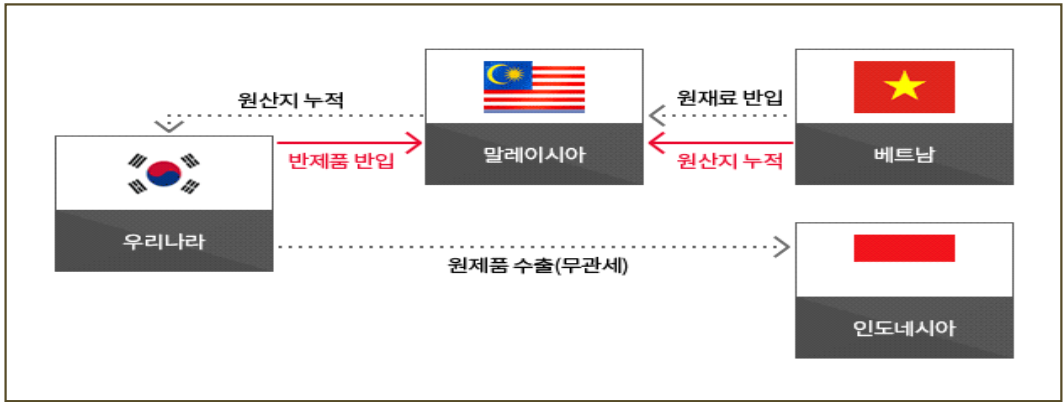 원산지 누적
원재료 반입
반제품 반입
말레이시아
원산지 누적
베트남
우리나라
원제품 수출(무관세)
인도네시아